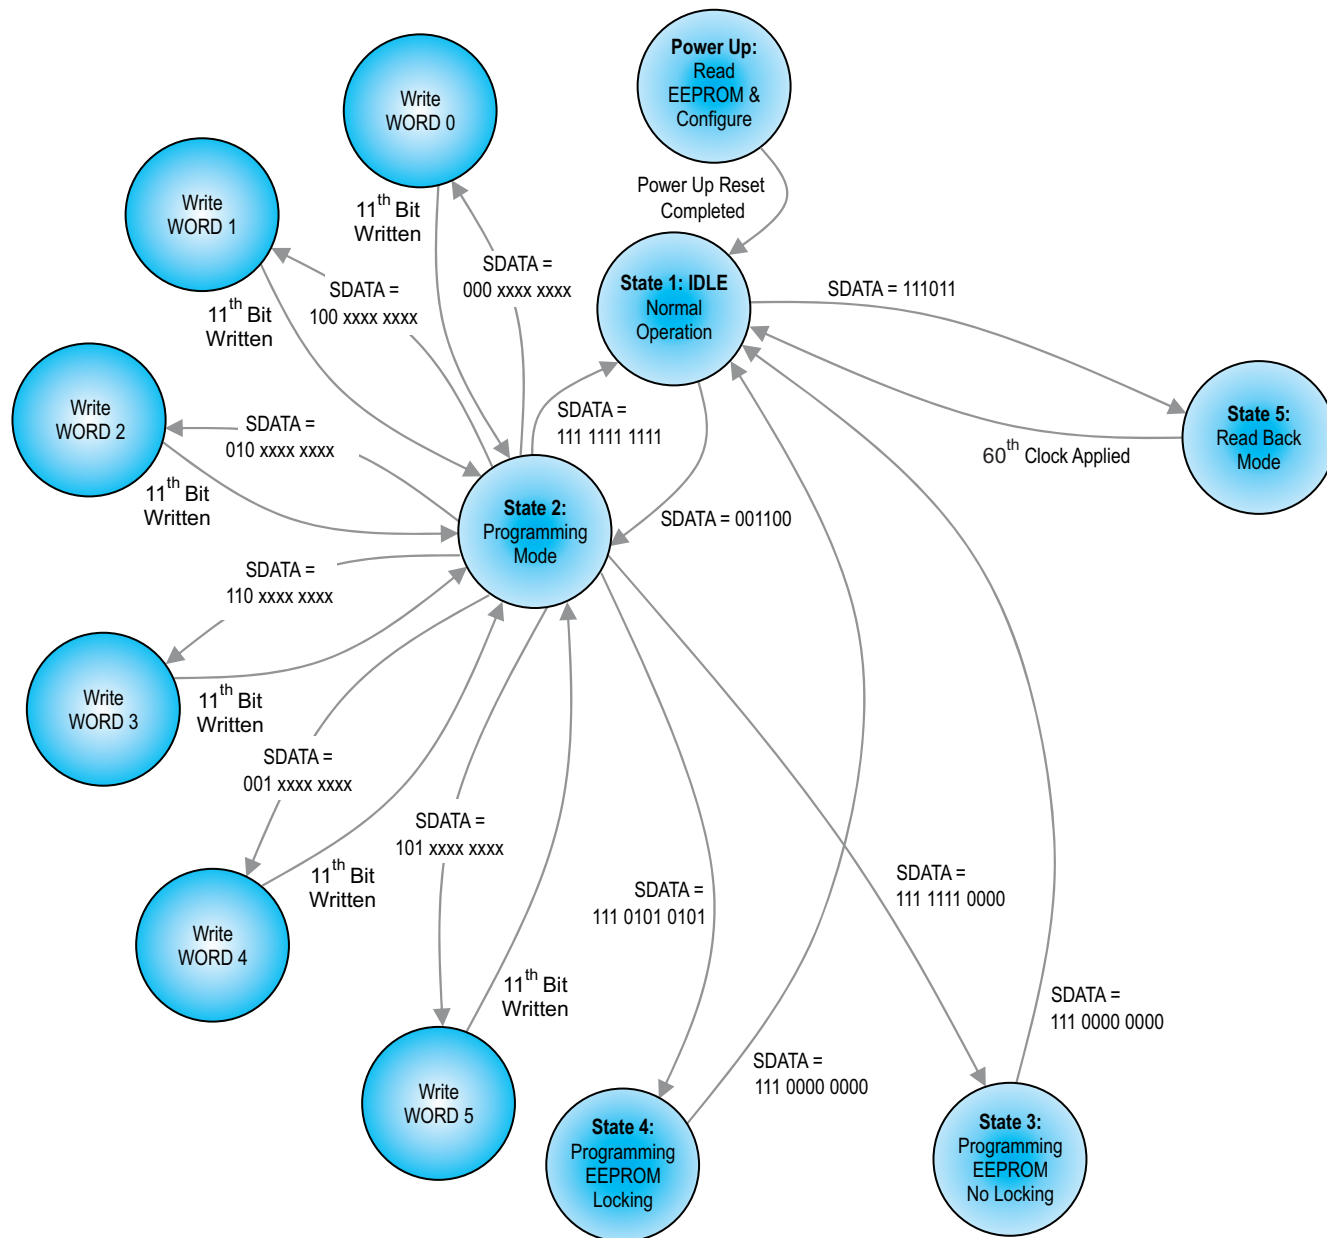 Power Up:
Read
EEPROM &
Configure
Write
WORD 0
Write
WORD 1
Power Up Reset
Completed
11th Bit
Written
SDATA =
000 xxxx xxxx
State 1: IDLE
Normal
Operation
SDATA = 111011
SDATA =
100 xxxx xxxx
11th Bit
Written
Write
WORD 2
SDATA =
010 xxxx xxxx
SDATA =
111 1111 1111
State 5:
Read Back
Mode
60th Clock Applied
11th Bit
Written
State 2:
Programming
Mode
SDATA = 001100
SDATA =
110 xxxx xxxx
Write
WORD 3
11th Bit
Written
SDATA =
001 xxxx xxxx
SDATA =
101 xxxx xxxx
11th Bit
Written
SDATA =
111 0101 0101
SDATA =
111 1111 0000
Write
WORD 4
11th Bit
Written
SDATA =
111 0000 0000
SDATA =
111 0000 0000
Write
WORD 5
State 4:
Programming
EEPROM
Locking
State 3:
Programming
EEPROM
No Locking